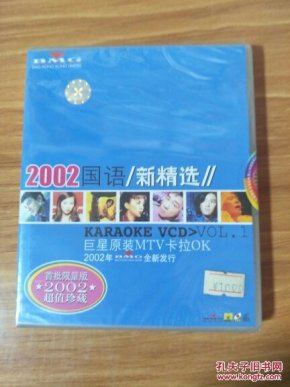 BMG
2002国语/新精选//
KARAOKE VCD>VOL.1
巨星原装MTV卡拉OK
2002年 BMG 全新发行
首批限量版
★2002★
超值珍藏
¥10.00
孔夫子旧书网